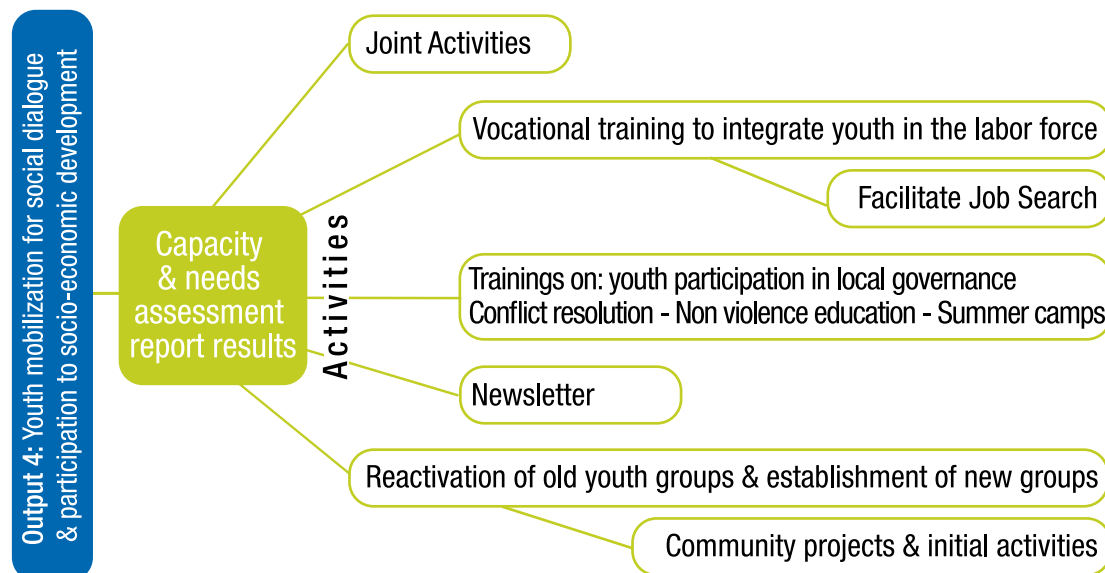 Output 4: Youth mobilization for social dialogue
& participation to socio-economic development
Capacity
& needs
assessment
report results
Activities
Joint Activities
Vocational training to integrate youth in the labor force
Facilitate Job Search
Trainings on: youth participation in local governance
Conflict resolution - Non violence education - Summer camps
Newsletter
Reactivation of old youth groups & establishment of new groups
Community projects & initial activities